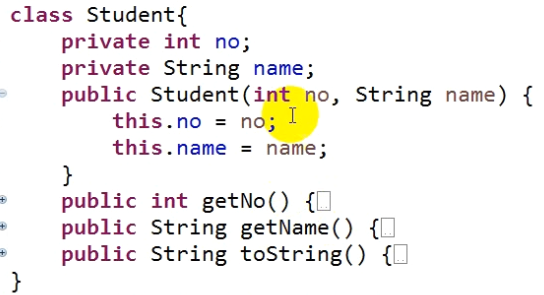 class Student{
    private int no;
    private String name;
    public Student(int no, String name) {
        this.no = no;
        this.name = name;
    }
    public int getNo() {
    public String getName() {
    public String toString() {
}